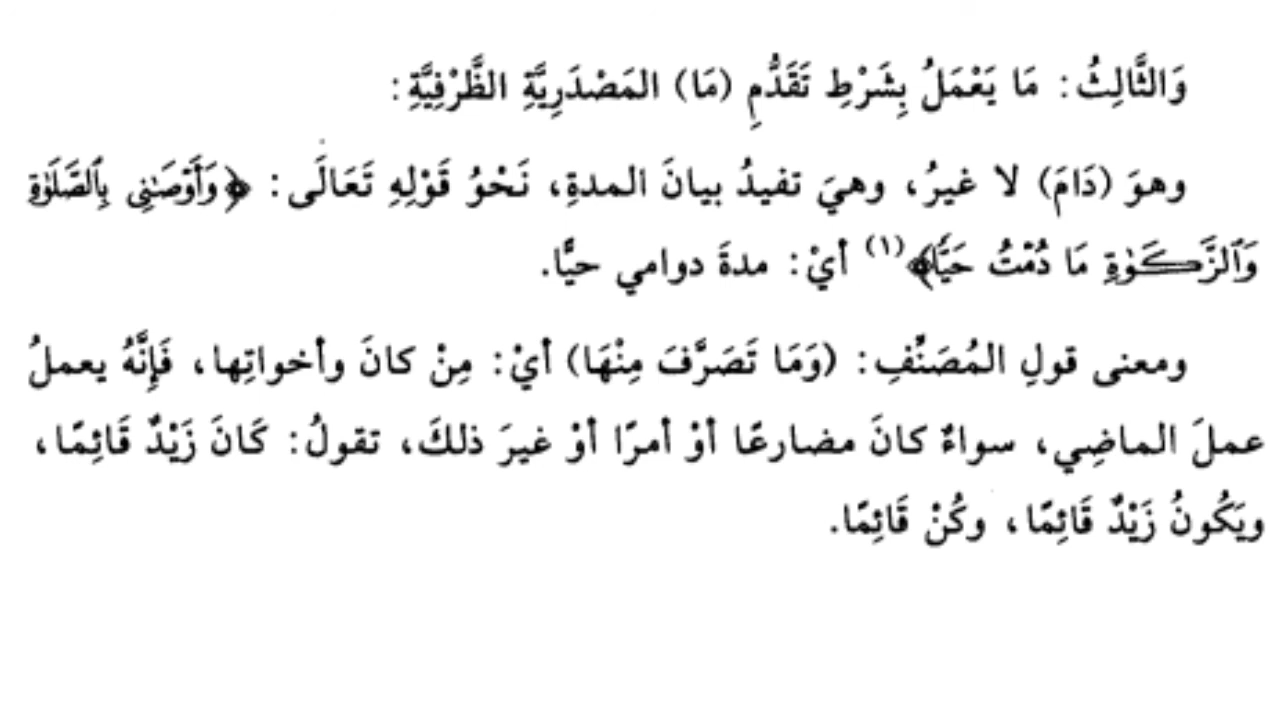 وَالثَّالِثُ: مَا يَعْمَلُ بِشَرْطِ تَقَدُّمِ (مَا) المَصْدَرِيَّةِ الظَّرْفِيَّةِ:
وهوَ (دَامَ) لا غيرُ، وهيَ تفيدُ بيانَ المدةِ، نَحْوُ قَوْلِهِ تَعَالَى: ﴿وَأَوْصَٰنِى بِٱلصَّلَوٰةِ
وَٱلزَّكَوٰةِ مَا دُمْتُ حَيًّا﴾(١) أيْ: مدةَ دوامي حيًّا.
ومعنى قولِ المُصَنِّفِ: (وَمَا تَصَرَّفَ مِنْهَا) أيْ: مِنْ كانَ وأخواتِها، فَإِنَّهُ يعملُ
عملَ الماضِي، سواءٌ كانَ مضارعًا أوْ أمرًا أوْ غيرَ ذلكَ، تقولُ: كَانَ زَيْدٌ قَائِمًا،
ويَكُونُ زَيْدٌ قَائِمًا، وكُنْ قَائِمًا.